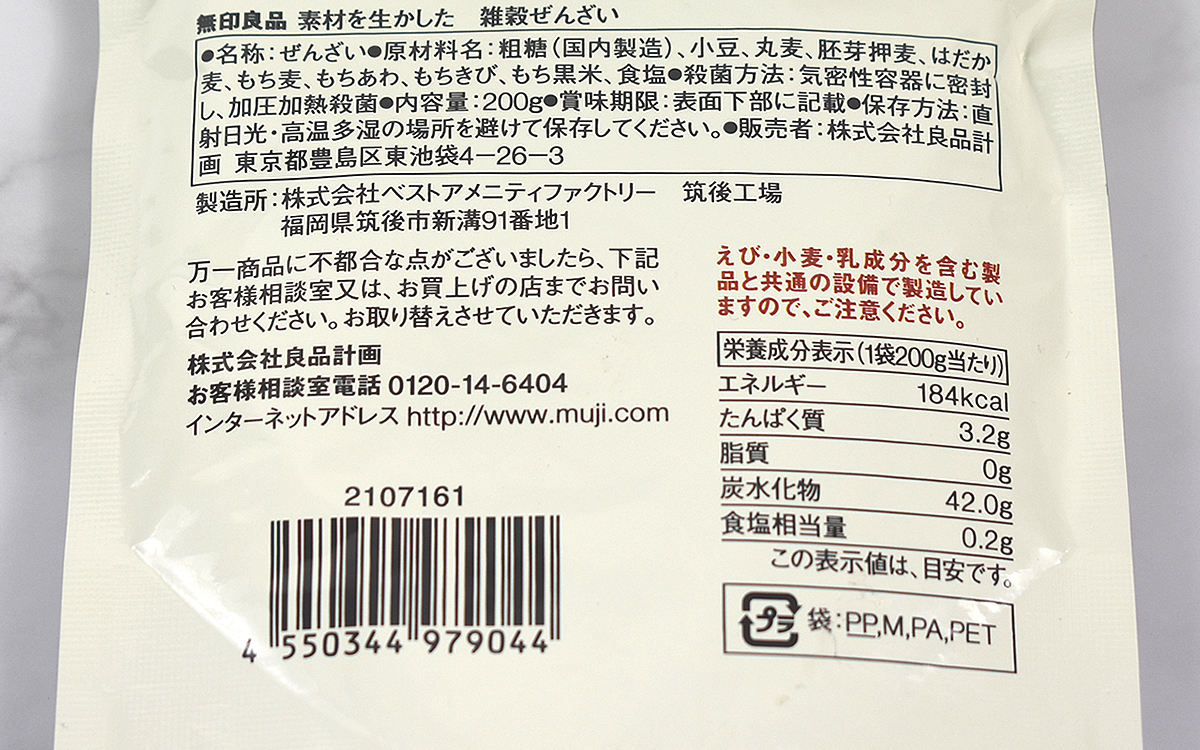 無印良品 素材を生かした 雑穀ぜんざい
●名称：ぜんざい●原材料名：粗糖（国内製造）、小豆、丸麦、胚芽押麦、はだか
麦、もち麦、もちあわ、もちきび、もち黒米、食塩●殺菌方法：気密性容器に密封
し、加圧加熱殺菌●内容量：200g●賞味期限：表面下部に記載●保存方法：直
射日光・高温多湿の場所を避けて保存してください。●販売者：株式会社良品計
画 東京都豊島区東池袋4－26－3
製造所：株式会社ベストアメニティファクトリー 筑後工場
福岡県筑後市新溝91番地1
万一商品に不都合な点がございましたら、下記
お客様相談室又は、お買上げの店までお問い
合わせください。お取り替えさせていただきます。
株式会社良品計画
お客様相談室電話 0120-14-6404
インターネットアドレス http://www.muji.com
2107161
4 550344 979044
えび・小麦・乳成分を含む製
品と共通の設備で製造してい
ますので、ご注意ください。
栄養成分表示（1袋200g当たり）
エネルギー 184kcal
たんぱく質 3.2g
脂質 0g
炭水化物 42.0g
食塩相当量 0.2g
この表示値は、目安です。
プラ 袋：PP,M,PA,PET